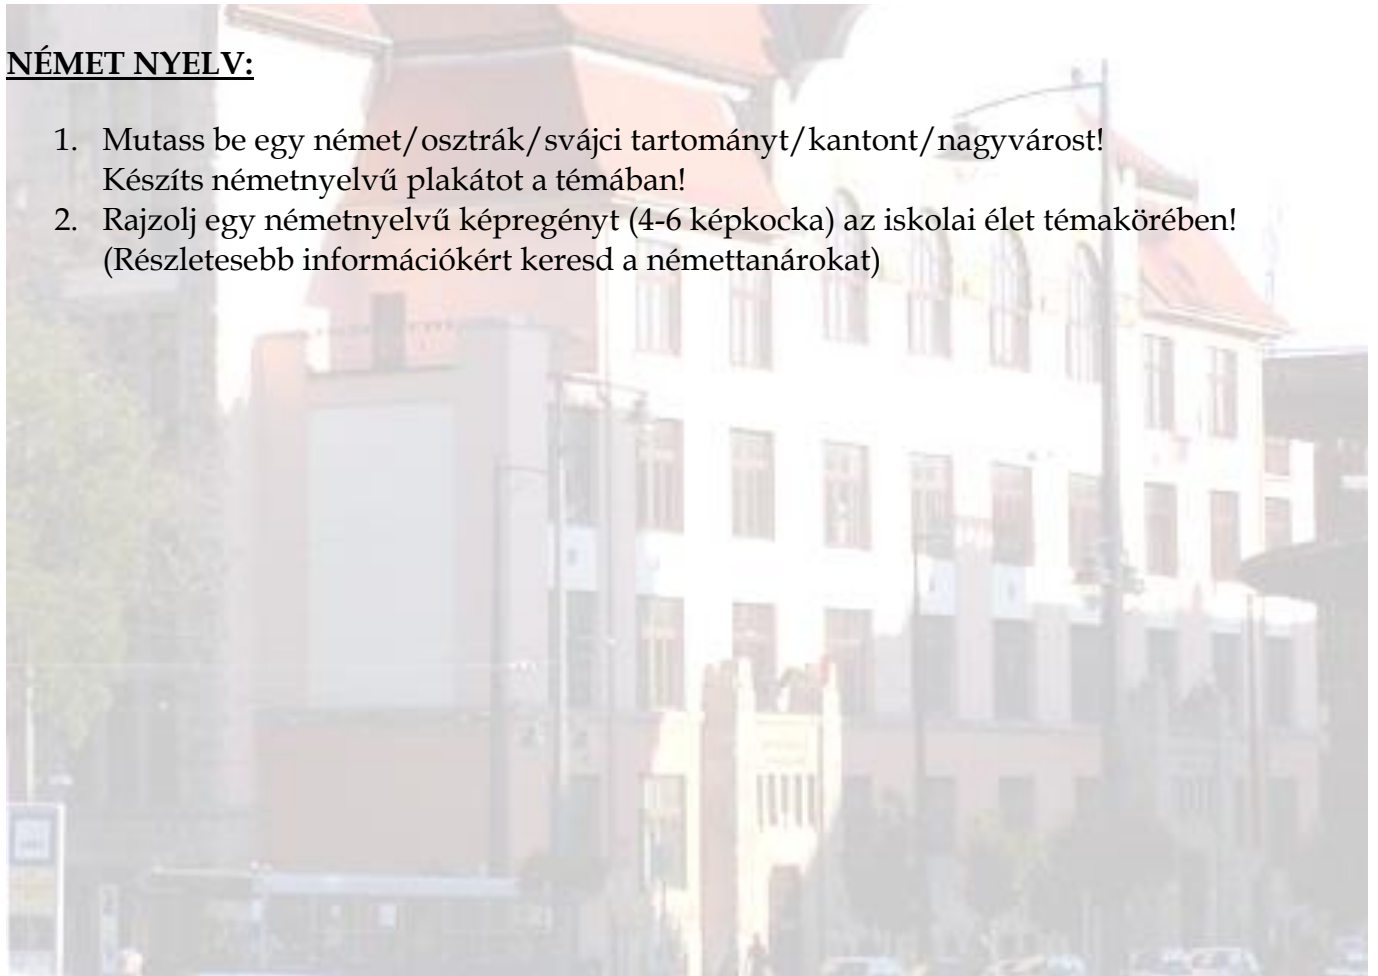 NÉMET NYELV:
1. Mutass be egy német/osztrák/svájci tartományt/kantont/nagyvárost!
Készíts németnyelvű plakátot a témában!
2. Rajzolj egy németnyelvű képregényt (4-6 képkocka) az iskolai élet témakörében!
(Részletesebb információkért keresd a némettanárokat)